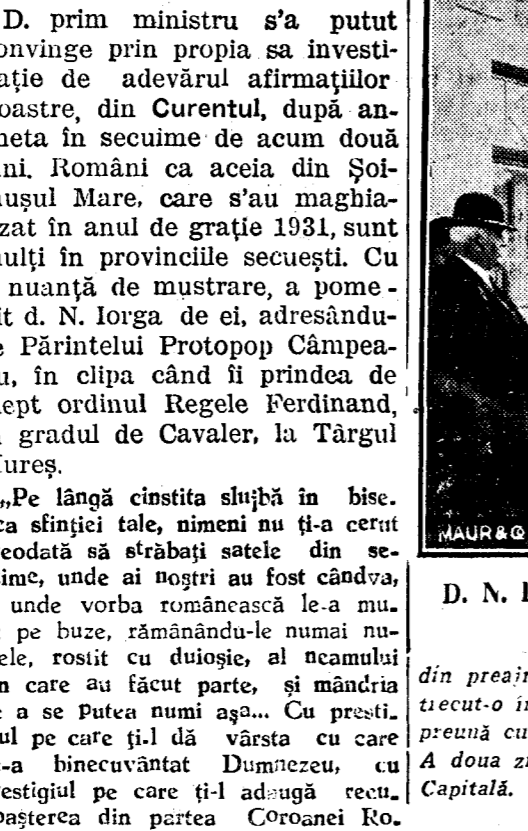 D. prim ministru s'a putut
onvinge prin propia sa investi-
ație de adevărul afirmațiilor
oastre, din Curentul, după an-
heta în secuime de acum două
ni. Români ca aceia din Șoi-
ușul Mare, care s'au maghia-
zat în anul de grație 1931, sunt
ulți în provinciile secuești. Cu
nuanță de mustrare, a pome-
it d. N. Iorga de ei, adresându-
e Părintelui Protopop Câmpea-
u, în clipa când îi prindea de
iept ordinul Regele Ferdinand,
gradul de Cavaler, la Târgul
ureș.
„Pe lângă cinstita slujbă în bise.
ca sfinției tale, nimeni nu ți-a cerut
eodată să străbați satele din se-
ime, unde ai noștri au fost cândva,
unde vorba românească le-a mu.
pe buze, rămânându-le numai nu-
ele, rostit cu duioșie, al neamului
n care au făcut parte, și mândria
e a se putea numi așa... Cu presti.
ul pe care ți-l dă vârsta cu care
-a binecuvântat Dumnezeu, cu
estigiul pe care ți-l adaugă recu.
oașterea din partea Coroanei Ro.
MAUR&Q
D. N. I
din preajm
trecut-o în
preună cu
A doua zi
Capitală.